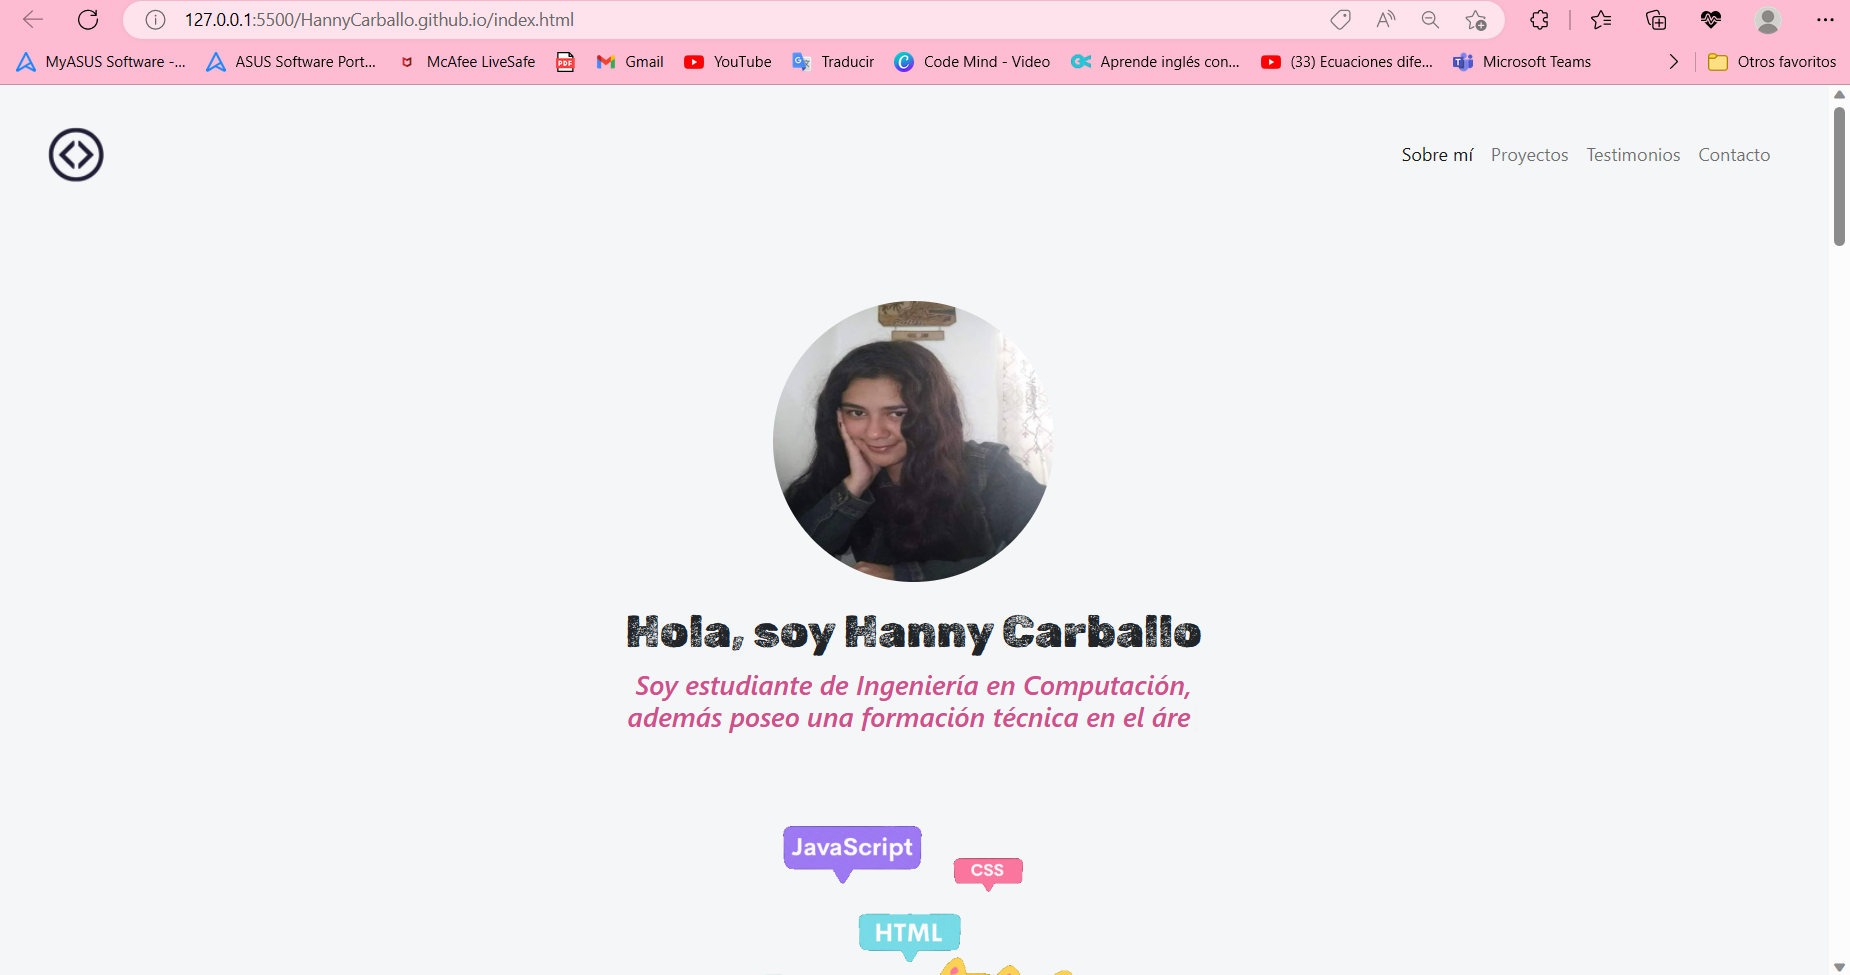 127.0.0.1:5500/HannyCarballo.github.io/index.html
MyASUS Software -... ASUS Software Port... McAfee LiveSafe PDF Gmail YouTube Traducir Code Mind - Video Aprende inglés con... (33) Ecuaciones dife... Microsoft Teams Otros favoritos
Sobre mí Proyectos Testimonios Contacto
Hola, soy Hanny Carballo
Soy estudiante de Ingeniería en Computación,
además poseo una formación técnica en el áre
JavaScript
CSS
HTML